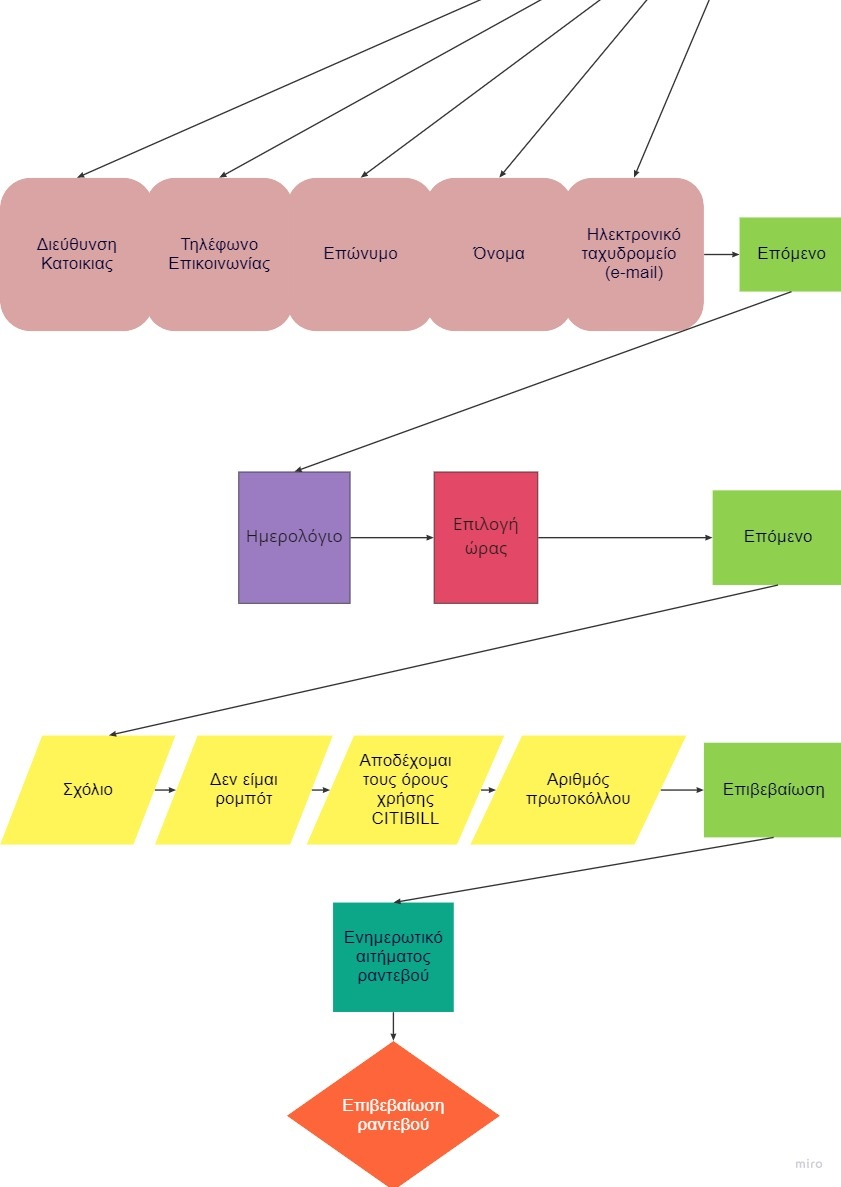 Διεύθυνση
Κατοικιας
Τηλέφωνο
Επικοινωνίας
Επώνυμο
Όνομα
Ηλεκτρονικό
ταχυδρομείο
(e-mail)
Επόμενο
Ημερολόγιο
Επιλογή
ώρας
Επόμενο
Σχόλιο
Δεν είμαι
ρομπότ
Αποδέχομαι
τους όρους
χρήσης
CITIBILL
Αριθμός
πρωτοκόλλου
Επιβεβαίωση
Ενημερωτικό
αιτήματος
ραντεβού
Επιβεβαίωση
ραντεβού
miro